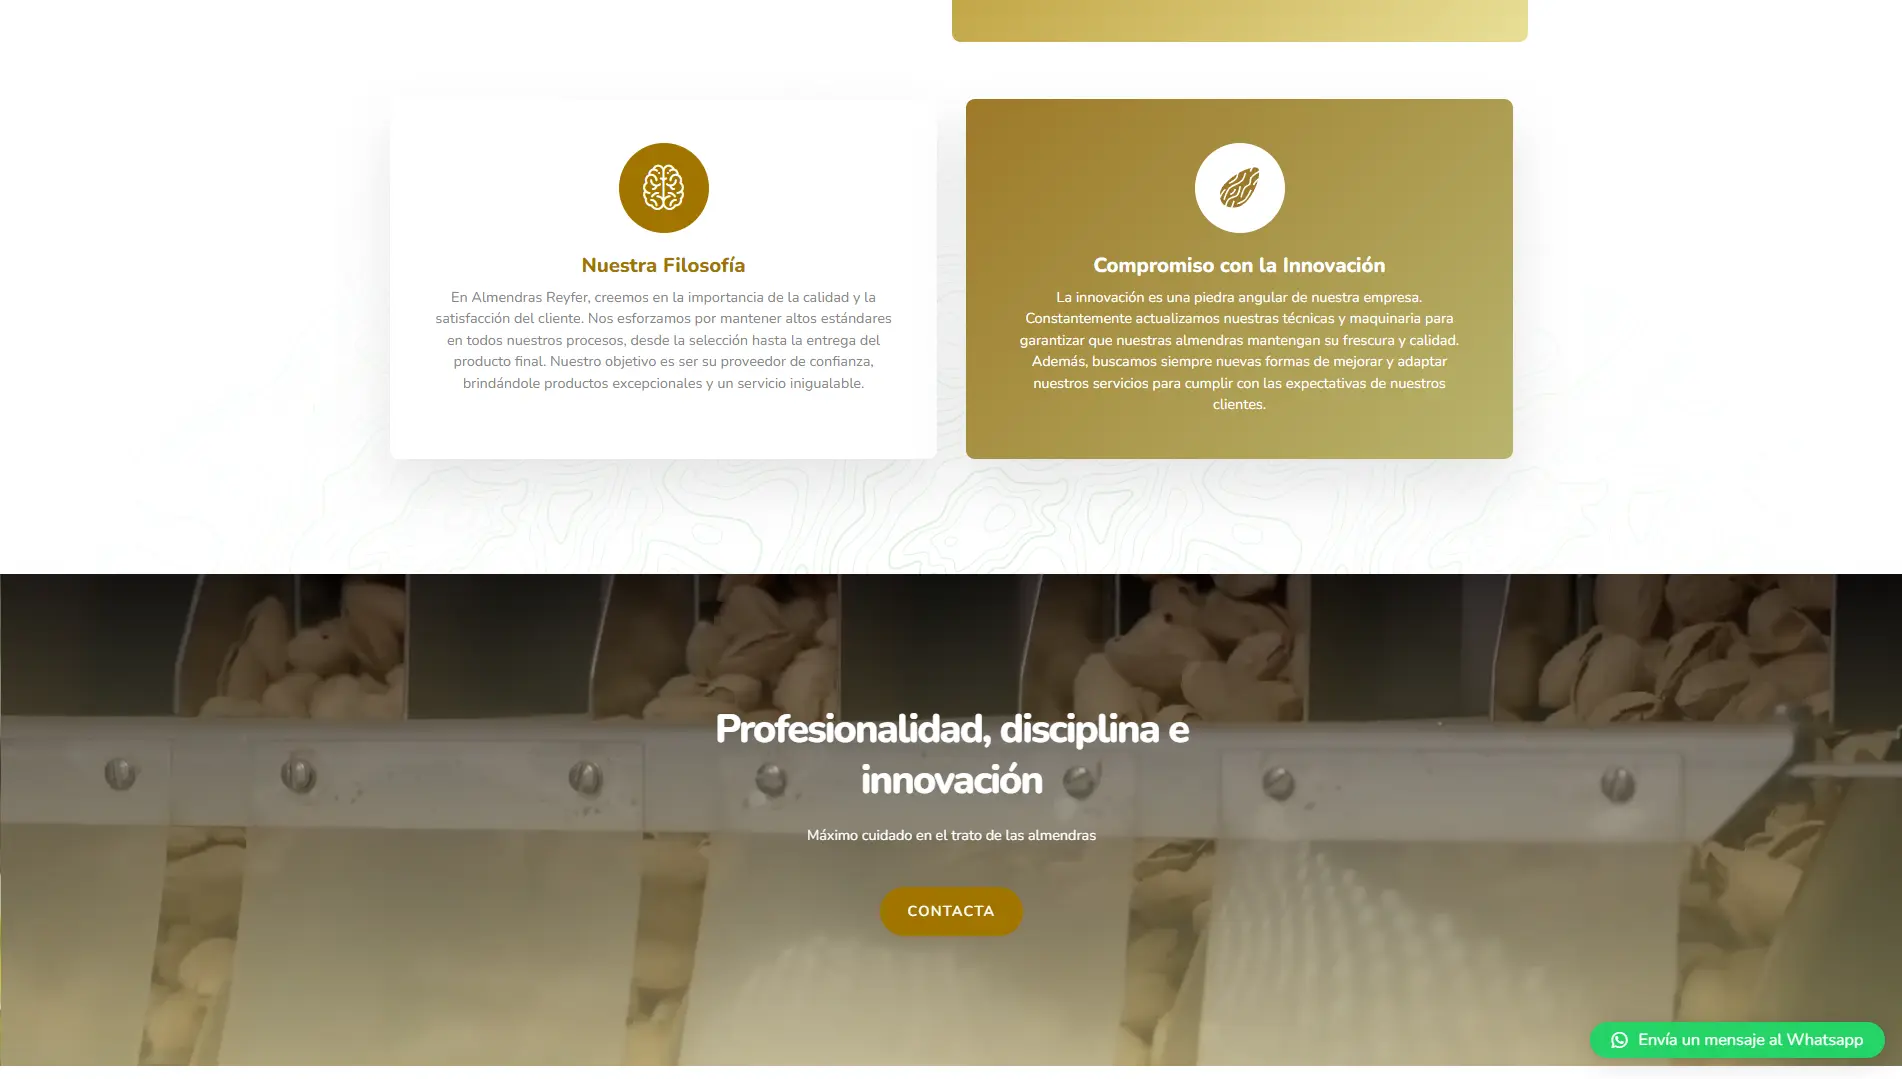 Nuestra Filosofía
En Almendras Reyfer, creemos en la importancia de la calidad y la
satisfacción del cliente. Nos esforzamos por mantener altos estándares
en todos nuestros procesos, desde la selección hasta la entrega del
producto final. Nuestro objetivo es ser su proveedor de confianza,
brindándole productos excepcionales y un servicio inigualable.
Compromiso con la Innovación
La innovación es una piedra angular de nuestra empresa.
Constantemente actualizamos nuestras técnicas y maquinaria para
garantizar que nuestras almendras mantengan su frescura y calidad.
Además, buscamos siempre nuevas formas de mejorar y adaptar
nuestros servicios para cumplir con las expectativas de nuestros
clientes.
Profesionalidad, disciplina e
innovación
Máximo cuidado en el trato de las almendras
CONTACTA
Envía un mensaje al Whatsapp